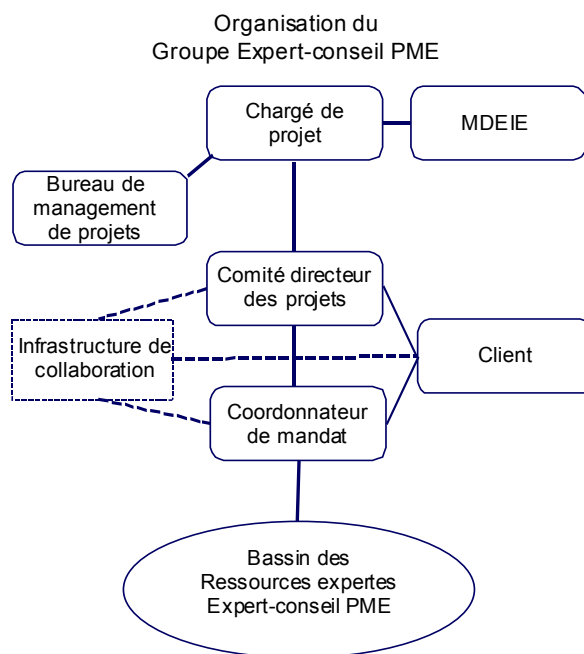 Organisation du
Groupe Expert-conseil PME
Chargé de
projet
MDEIE
Bureau de
management
de projets
Comité directeur
des projets
Infrastructure de
collaboration
Client
Coordonnateur
de mandat
Bassin des
Ressources expertes
Expert-conseil PME